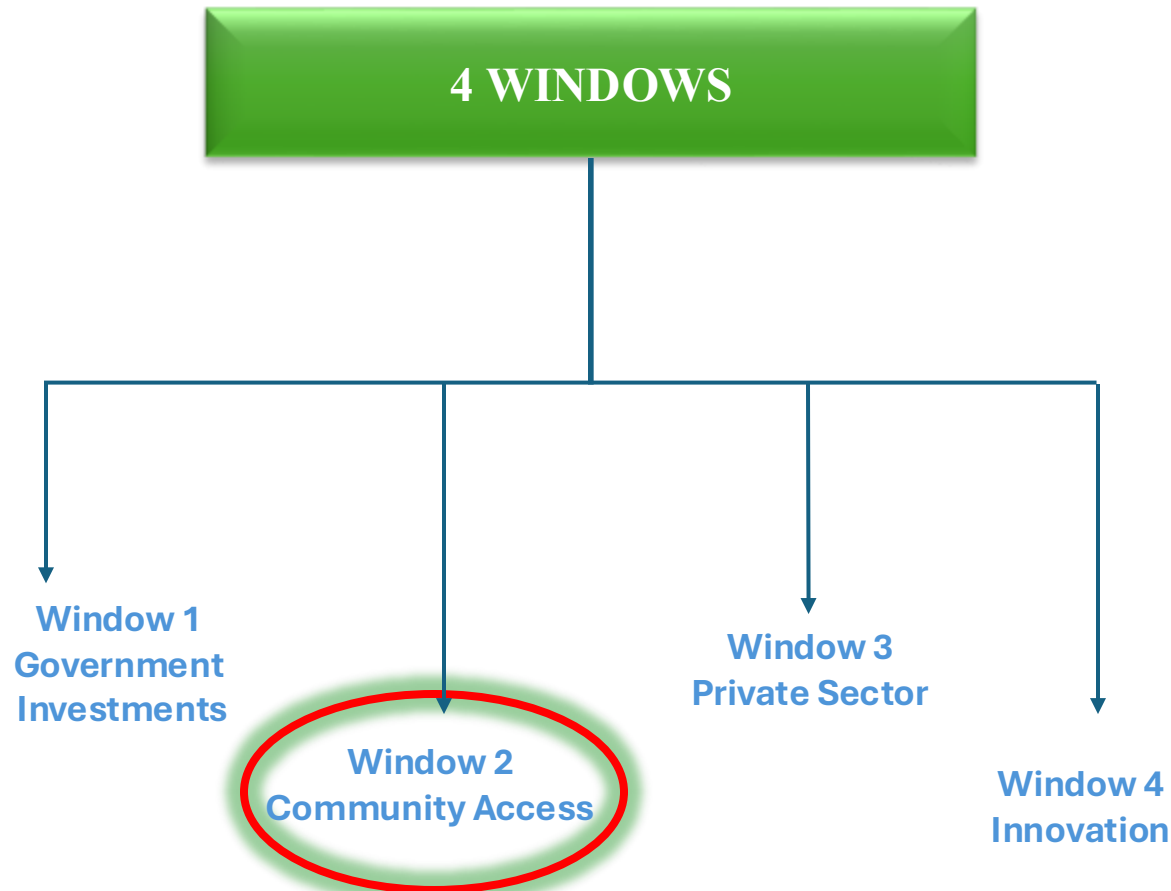 4 WINDOWS
Window 1
Government
Investments
Window 2
Community Access
Window 3
Private Sector
Window 4
Innovation